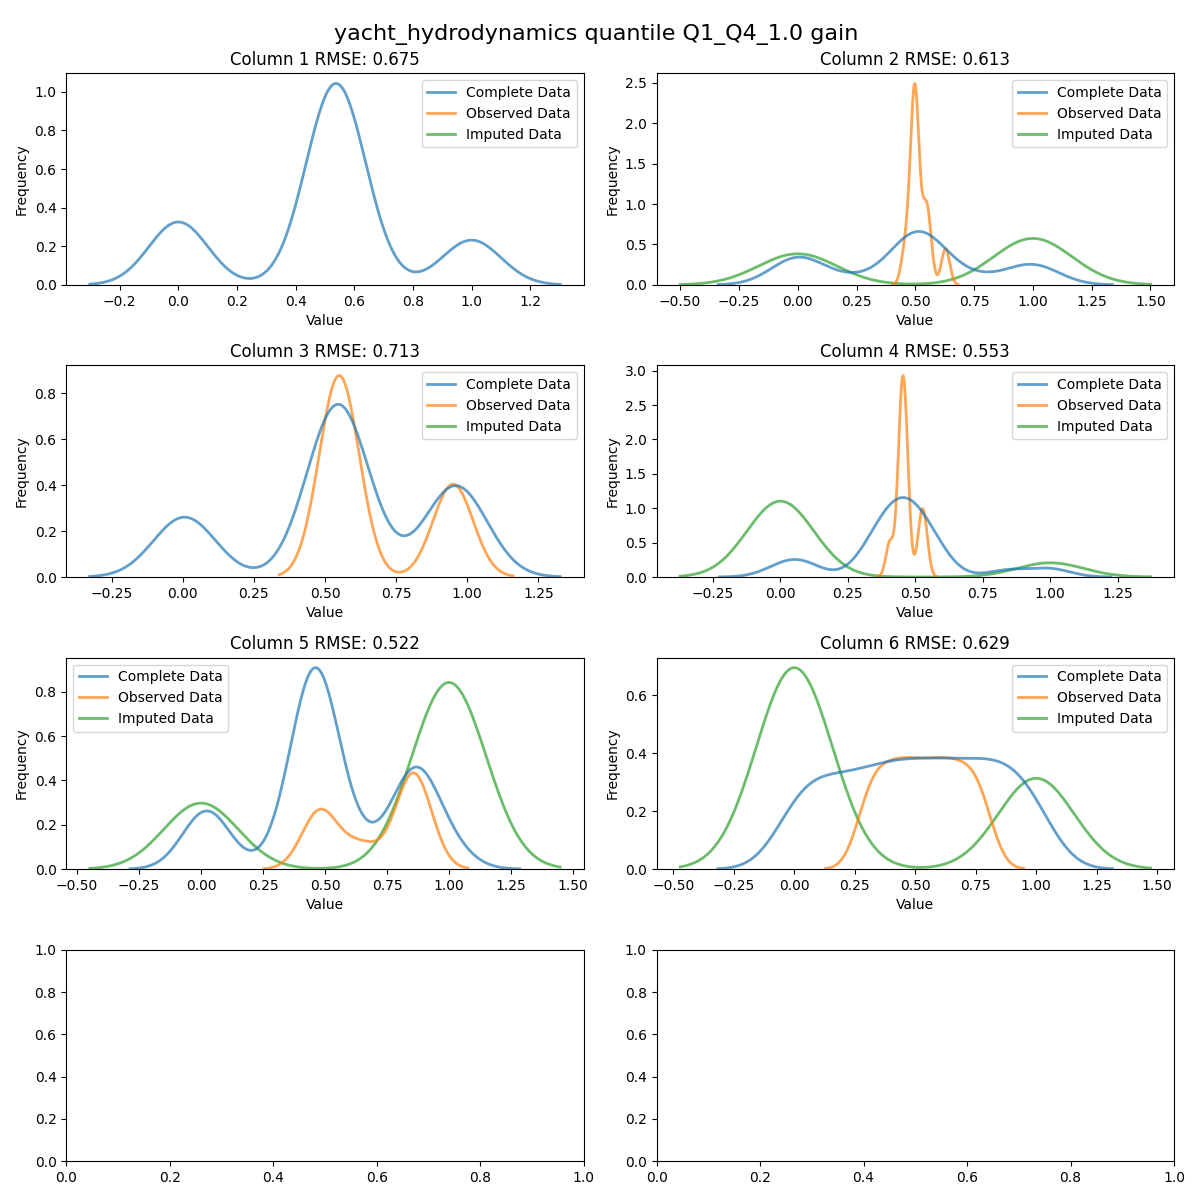 yacht_hydrodynamics quantile Q1_Q4_1.0 gain
Column 1 RMSE: 0.675
Frequency
1.0
0.8
0.6
0.4
0.2
0.0
Complete Data
Observed Data
Imputed Data
−0.2 0.0 0.2 0.4 0.6 0.8 1.0 1.2
Value
Column 2 RMSE: 0.613
Frequency
2.5
2.0
1.5
1.0
0.5
0.0
Complete Data
Observed Data
Imputed Data
−0.50 −0.25 0.00 0.25 0.50 0.75 1.00 1.25 1.50
Value
Column 3 RMSE: 0.713
Frequency
0.8
0.6
0.4
0.2
0.0
Complete Data
Observed Data
Imputed Data
−0.25 0.00 0.25 0.50 0.75 1.00 1.25
Value
Column 4 RMSE: 0.553
Frequency
3.0
2.5
2.0
1.5
1.0
0.5
0.0
Complete Data
Observed Data
Imputed Data
−0.25 0.00 0.25 0.50 0.75 1.00 1.25
Value
Column 5 RMSE: 0.522
Frequency
0.8
0.6
0.4
0.2
0.0
Complete Data
Observed Data
Imputed Data
−0.50 −0.25 0.00 0.25 0.50 0.75 1.00 1.25 1.50
Value
Column 6 RMSE: 0.629
Frequency
0.6
0.4
0.2
0.0
Complete Data
Observed Data
Imputed Data
−0.50 −0.25 0.00 0.25 0.50 0.75 1.00 1.25 1.50
Value
1.0
0.8
0.6
0.4
0.2
0.0
0.0 0.2 0.4 0.6 0.8 1.0
1.0
0.8
0.6
0.4
0.2
0.0
0.0 0.2 0.4 0.6 0.8 1.0